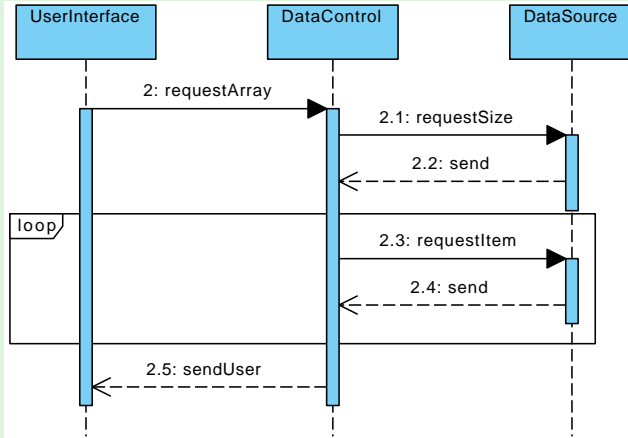 UserInterface
DataControl
DataSource
2: requestArray
2.1: requestSize
2.2: send
loop
2.3: requestItem
2.4: send
2.5: sendUser